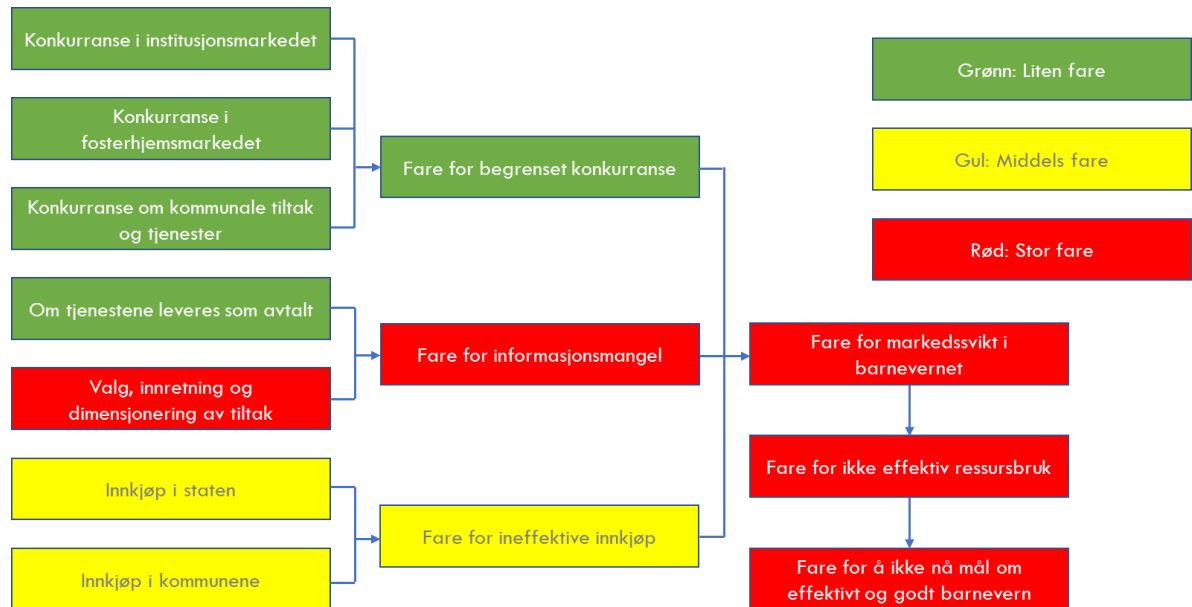 Konkurranse i institusjonsmarkedet
Konkurranse i
fosterhjemsmarkedet
Konkurranse om kommunale tiltak
og tjenester
Om tjenestene leveres som avtalt
Valg, innretning og
dimensjonering av tiltak
Innkjøp i staten
Innkjøp i kommunene
Fare for begrenset konkurranse
Fare for informasjonsmangel
Fare for ineffektive innkjøp
Grønn: Liten fare
Gul: Middels fare
Rød: Stor fare
Fare for markedssvikt i
barnevernet
Fare for ikke effektiv ressursbruk
Fare for å ikke nå mål om
effektivt og godt barnevern